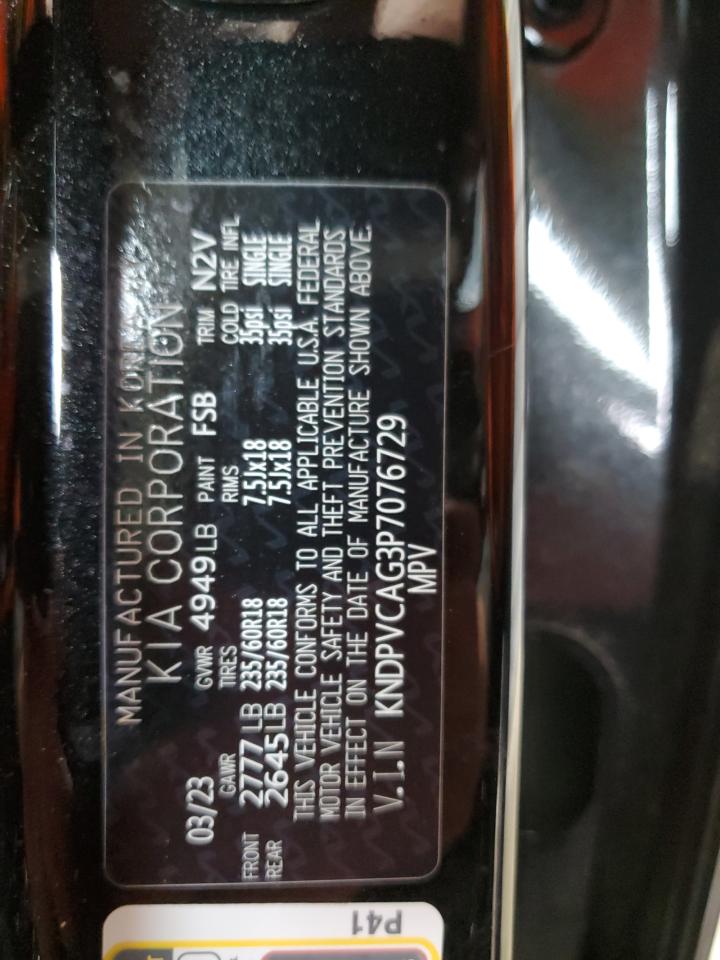 MANUFACTURED IN KOREA
KIA CORPORATION
03/23 GVWR 4949LB PAINT FSB TRIM N2V
GAWR TIRES RIMS COLD TIRE INFL
FRONT 2777 LB 235/60R18 7.5Jx18 35psi SINGLE
REAR 2645LB 235/60R18 7.5Jx18 35psi SINGLE
THIS VEHICLE CONFORMS TO ALL APPLICABLE U.S.A. FEDERAL
MOTOR VEHICLE SAFETY AND THEFT PREVENTION STANDARDS
IN EFFECT ON THE DATE OF MANUFACTURE SHOWN ABOVE.
V.I.N KNDPVCAG3P7076729
MPV
P41